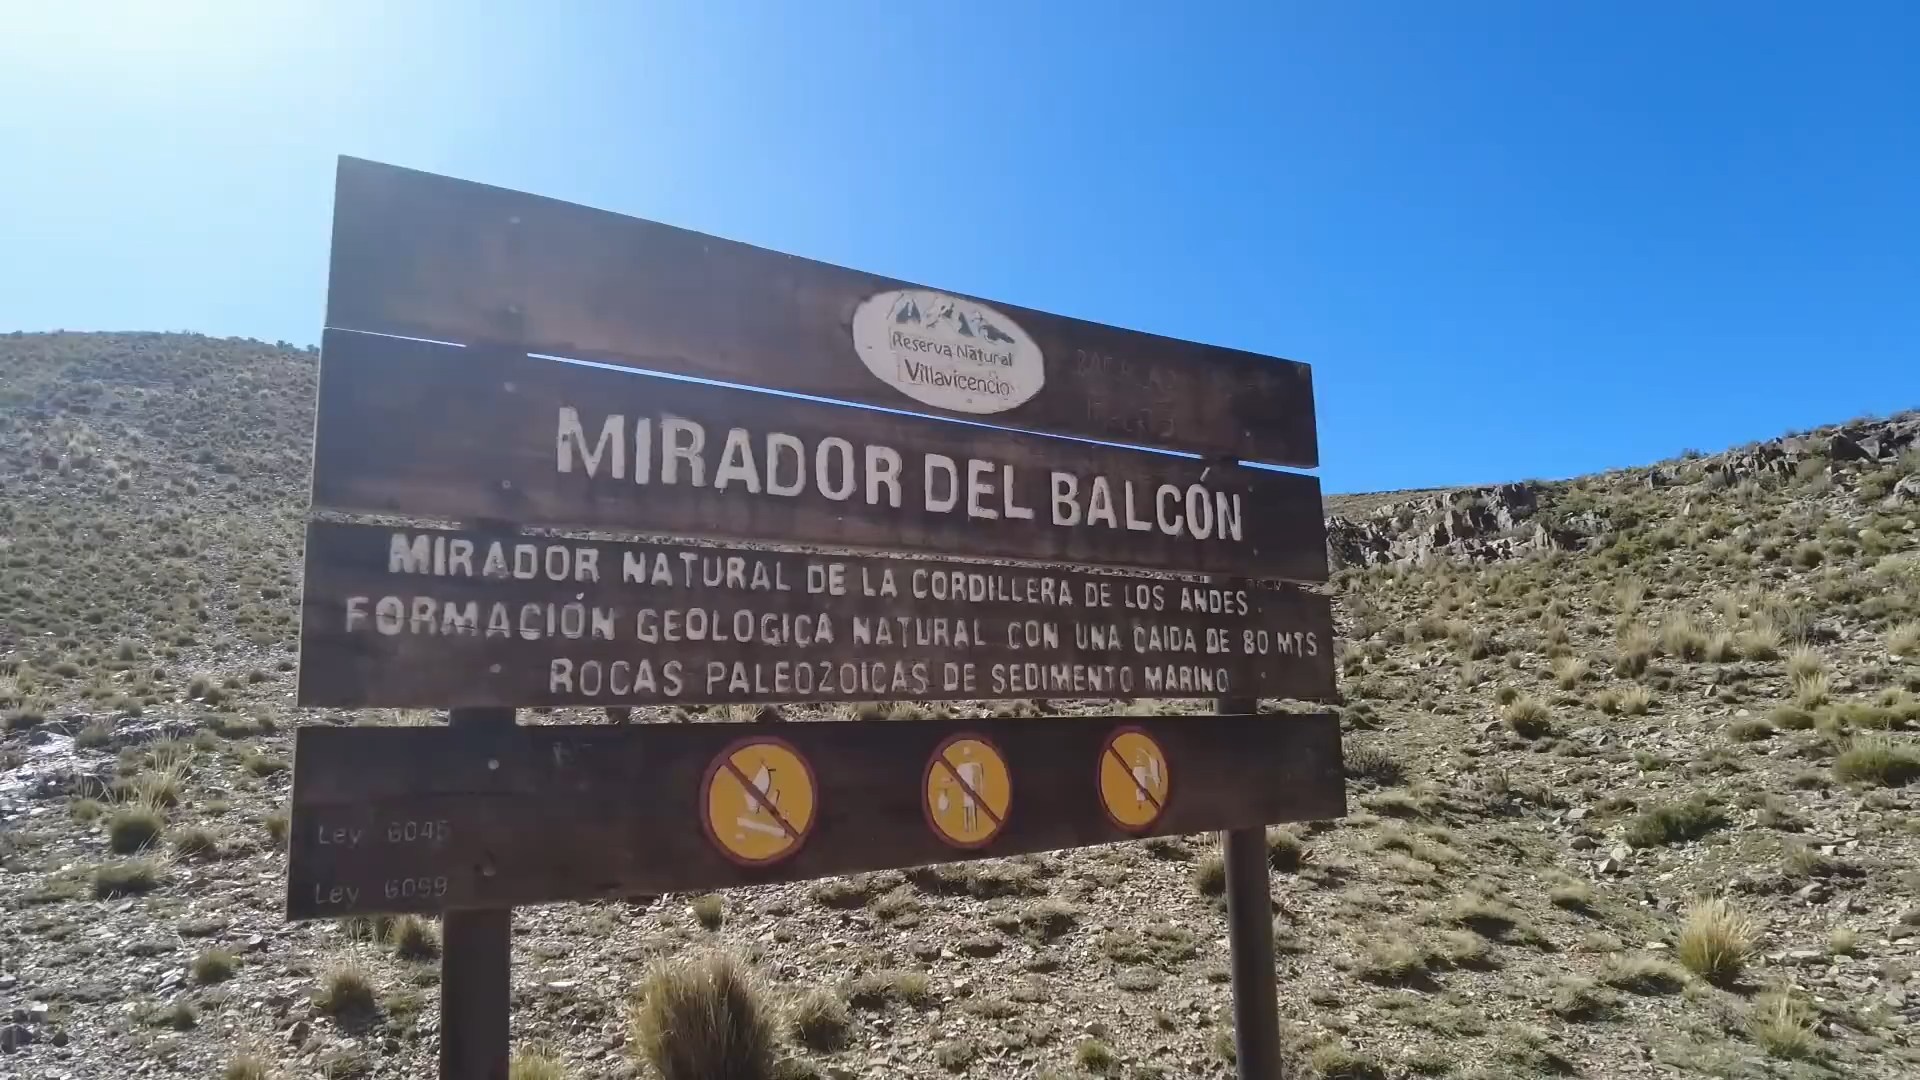 Reserva Natural
Villavicencio
MIRADOR DEL BALCÓN
MIRADOR NATURAL DE LA CORDILLERA DE LOS ANDES.
FORMACIÓN GEOLOGICA NATURAL CON UNA CAIDA DE 80 MTS
ROCAS PALEOZOICAS DE SEDIMENTO MARINO
Ley 6045
Ley 6099